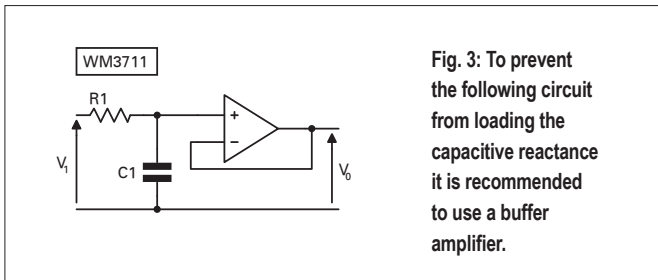 WM3711
R1
+
−
V1
C1
V0
Fig. 3: To prevent
the following circuit
from loading the
capacitive reactance
it is recommended
to use a buffer
amplifier.